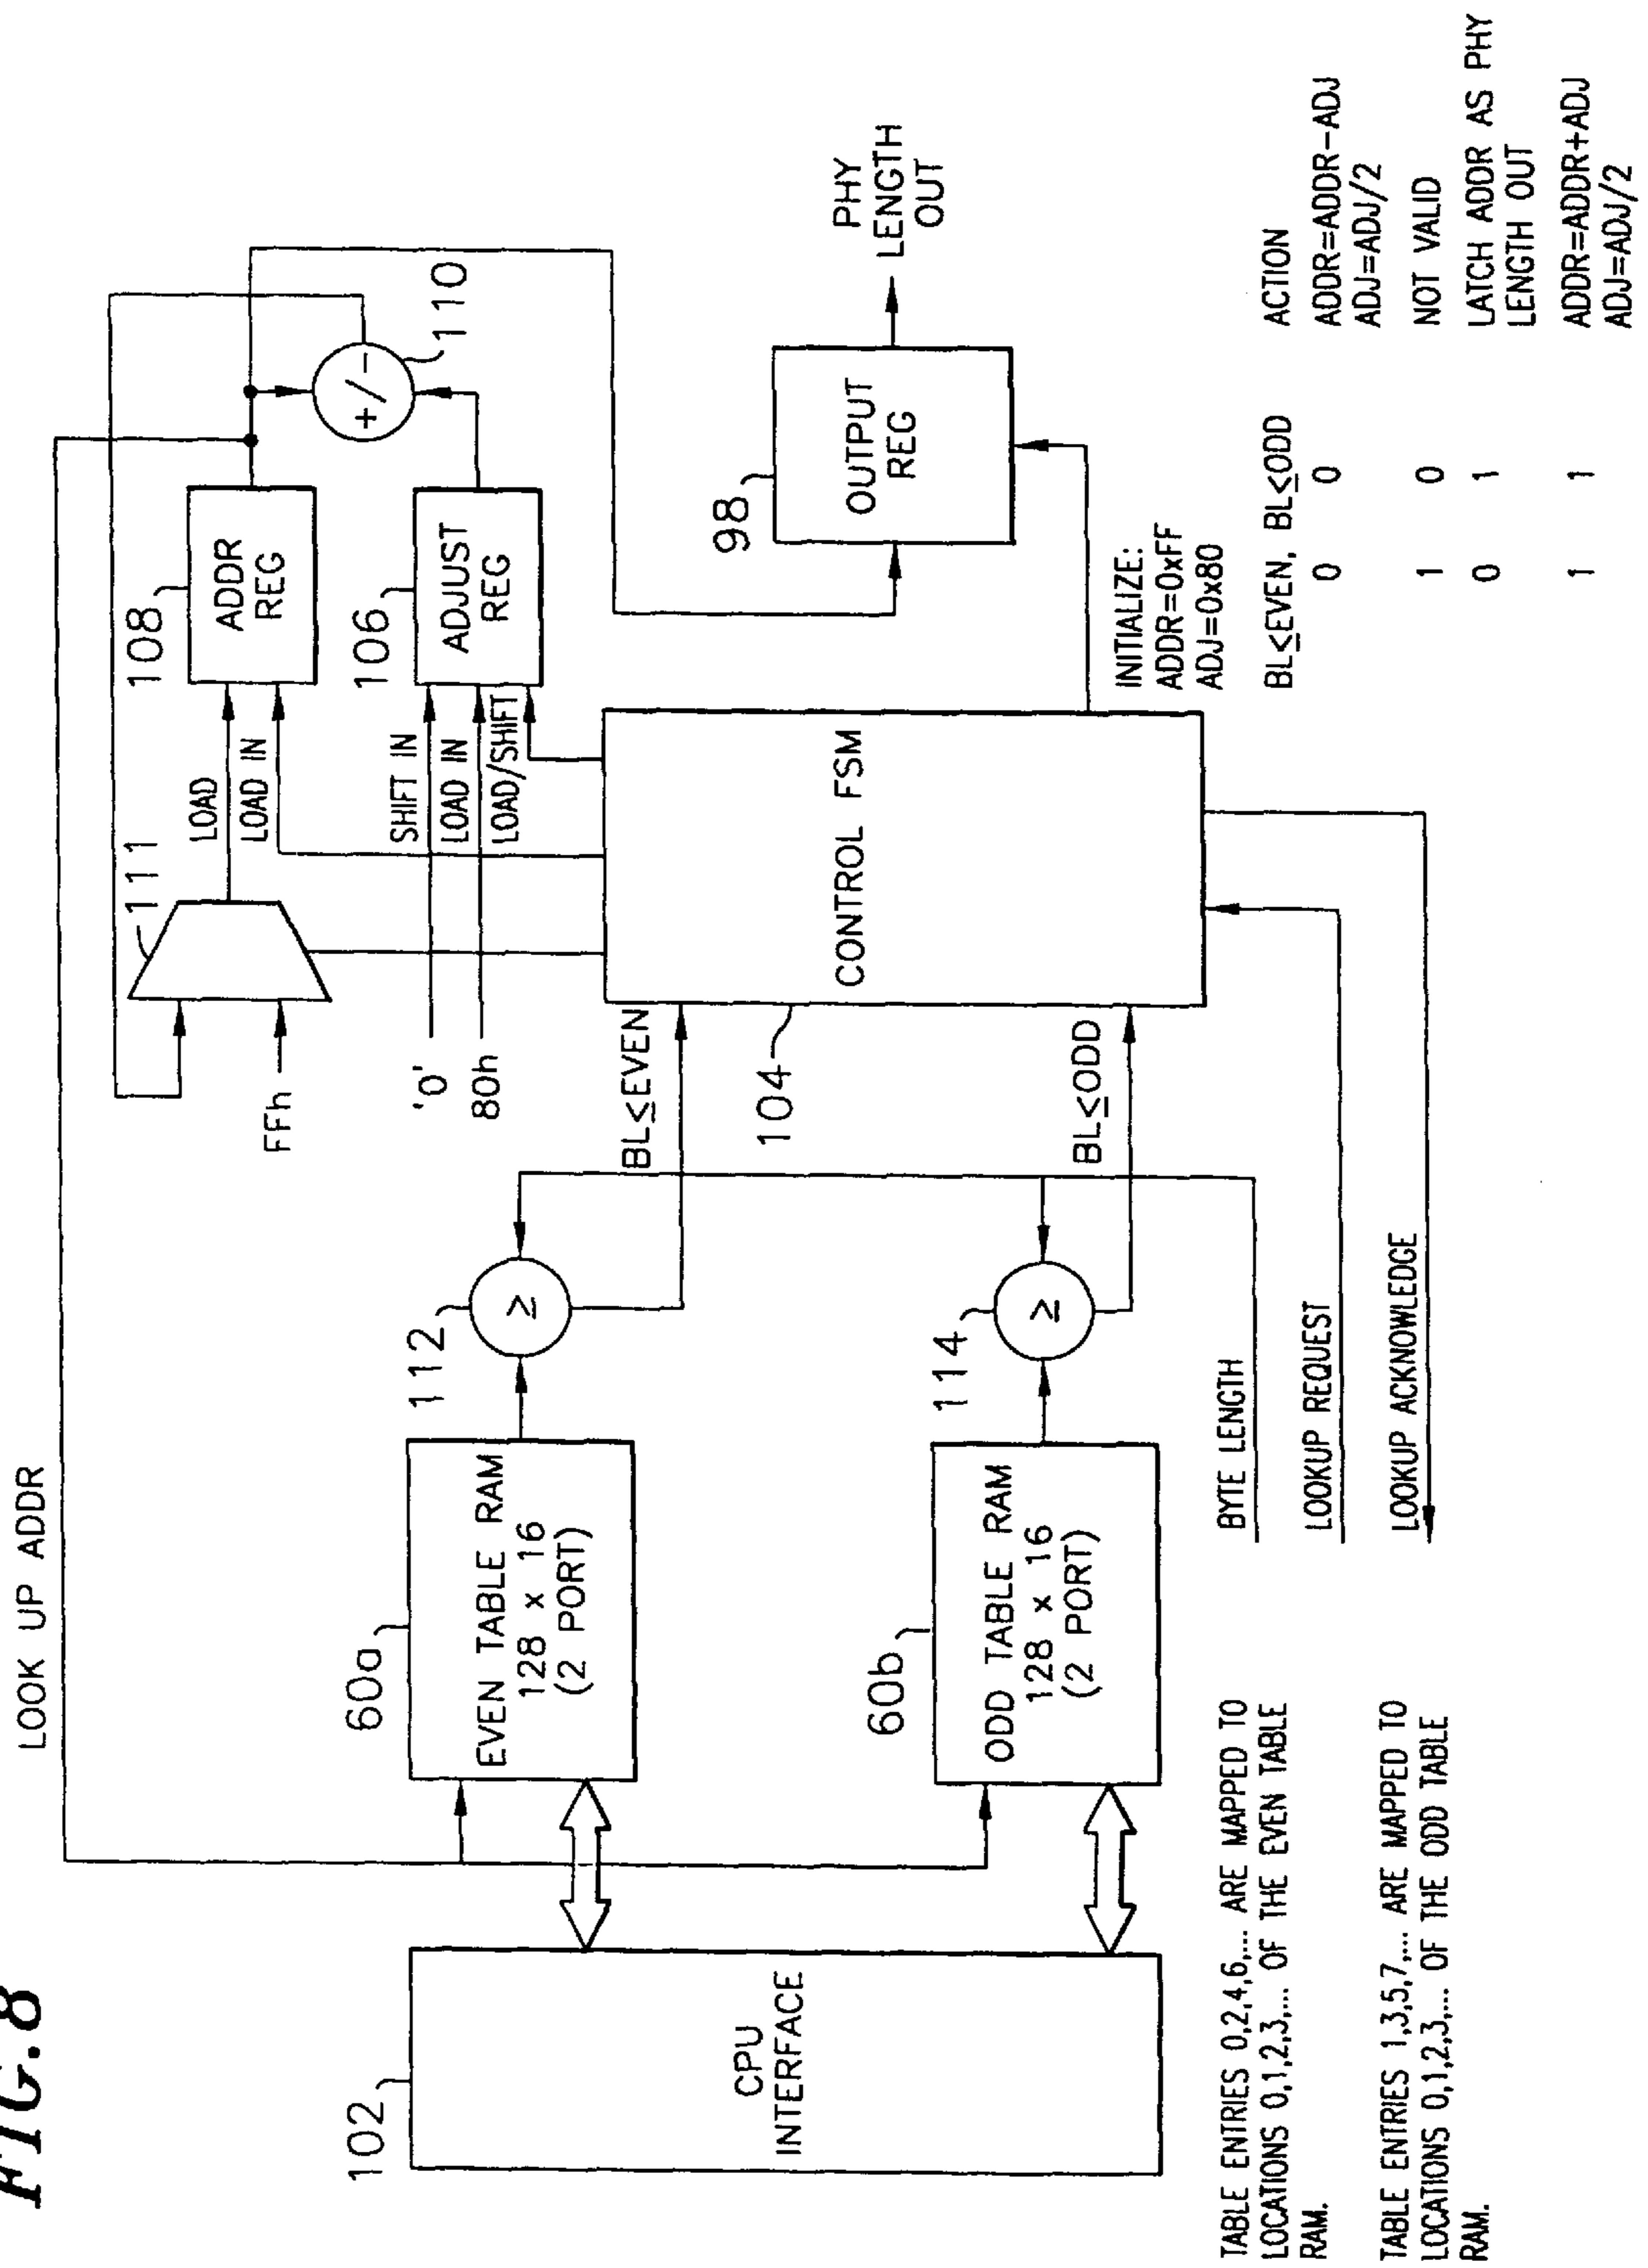 FIG.8
LOOK UP ADDR
102
CPU
INTERFACE
60a
EVEN TABLE RAM
128 x 16
(2 PORT)
60b
ODD TABLE RAM
128 x 16
(2 PORT)
112
≥
114
≥
BL≤EVEN
BL≤ODD
BYTE LENGTH
LOOKUP REQUEST
LOOKUP ACKNOWLEDGE
111
FFh
'0'
80h
LOAD
LOAD IN
SHIFT IN
LOAD IN
LOAD/SHIFT
108
ADDR
REG
106
ADJUST
REG
+/-
110
104
CONTROL FSM
98
OUTPUT
REG
PHY
LENGTH
OUT
INITIALIZE:
ADDR=0xFF
ADJ=0x80
BL≤EVEN, BL≤ODD ACTION
0 0 ADDR=ADDR-ADJ
ADJ=ADJ/2
1 0 NOT VALID
0 1 LATCH ADDR AS PHY
LENGTH OUT
1 1 ADDR=ADDR+ADJ
ADJ=ADJ/2
TABLE ENTRIES 0,2,4,6,... ARE MAPPED TO
LOCATIONS 0,1,2,3,... OF THE EVEN TABLE
RAM.
TABLE ENTRIES 1,3,5,7,... ARE MAPPED TO
LOCATIONS 0,1,2,3,... OF THE ODD TABLE
RAM.